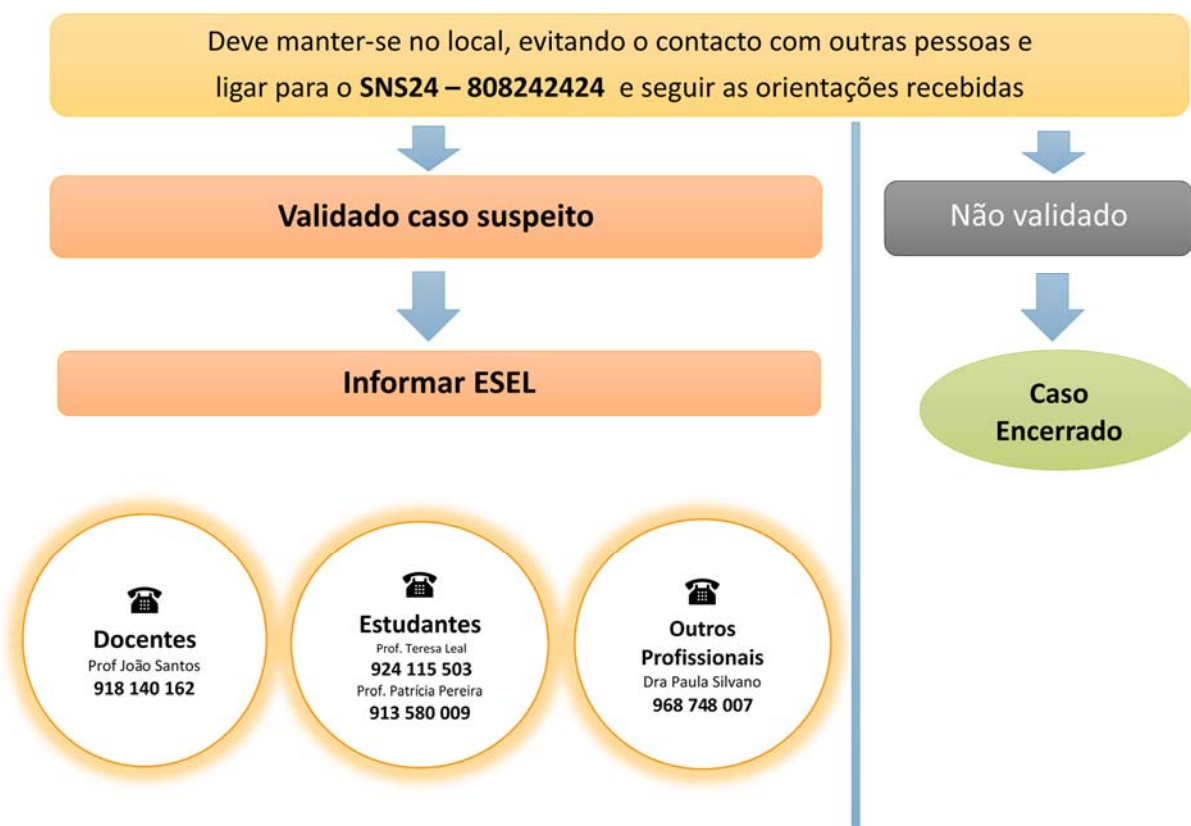 Deve manter-se no local, evitando o contacto com outras pessoas e
ligar para o SNS24 – 808242424 e seguir as orientações recebidas
Validado caso suspeito
Não validado
Informar ESEL
Caso
Encerrado
Docentes
Prof João Santos
918 140 162
Estudantes
Prof. Teresa Leal
924 115 503
Prof. Patrícia Pereira
913 580 009
Outros
Profissionais
Dra Paula Silvano
968 748 007